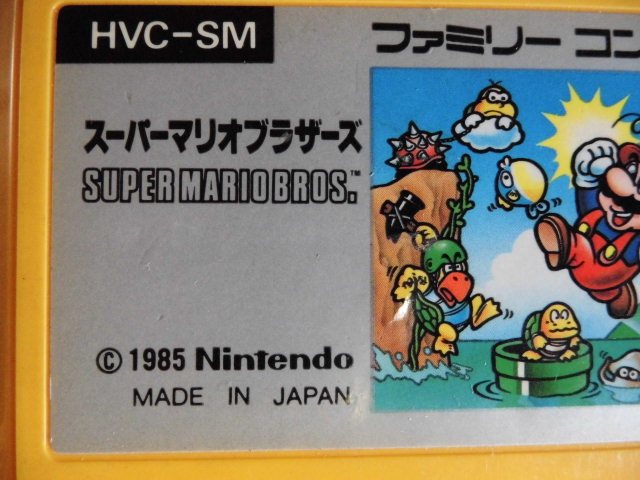 HVC-SM
ファミリー コン
スーパーマリオブラザーズ
SUPER MARIO BROS.™
© 1985 Nintendo
MADE IN JAPAN